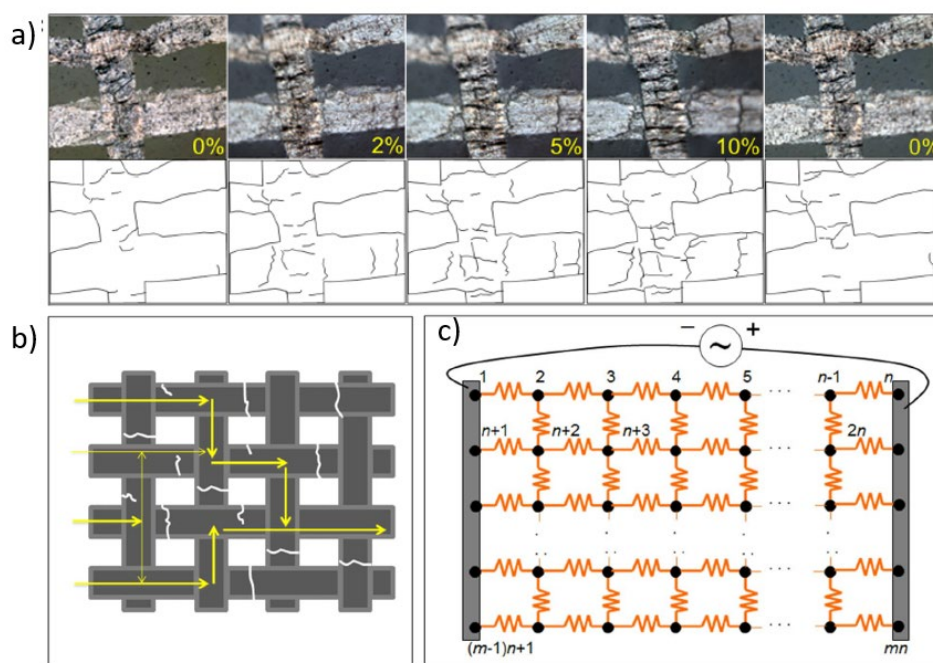 a)
0% 2% 5% 10% 0%
b)
c)
− ~ +
1 2 3 4 5 · · · n-1 n
n+1 n+2 n+3 2n
(m-1)n+1 mn